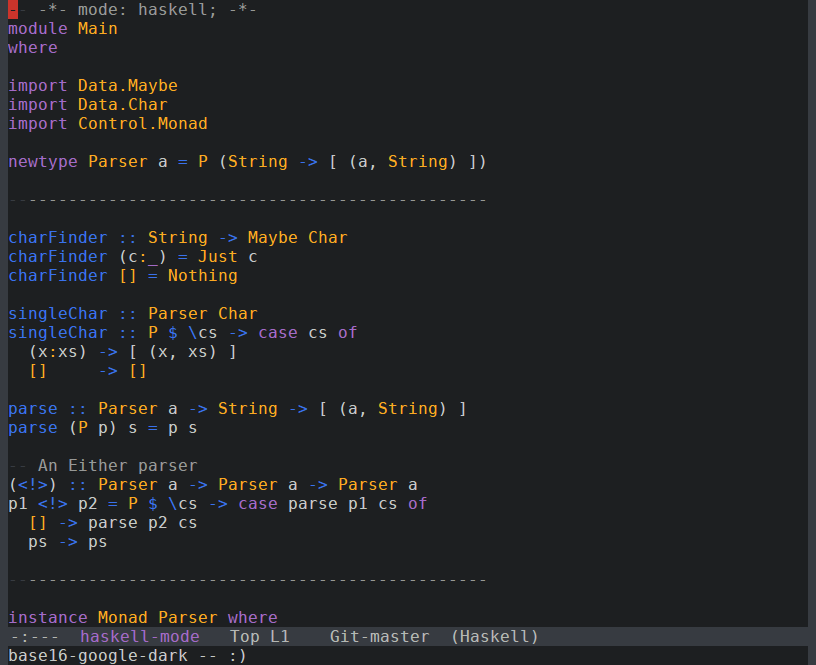 -- -*- mode: haskell; -*-
module Main
where
import Data.Maybe
import Data.Char
import Control.Monad
newtype Parser a = P (String -> [ (a, String) ])
------------------------------------------------
charFinder :: String -> Maybe Char
charFinder (c:_) = Just c
charFinder [] = Nothing
singleChar :: Parser Char
singleChar :: P $ \cs -> case cs of
  (x:xs) -> [ (x, xs) ]
  []     -> []
parse :: Parser a -> String -> [ (a, String) ]
parse (P p) s = p s
-- An Either parser
(<!>) :: Parser a -> Parser a -> Parser a
p1 <!> p2 = P $ \cs -> case parse p1 cs of
  [] -> parse p2 cs
  ps -> ps
------------------------------------------------
instance Monad Parser where
-:---  haskell-mode   Top L1    Git-master  (Haskell)
base16-google-dark -- :)